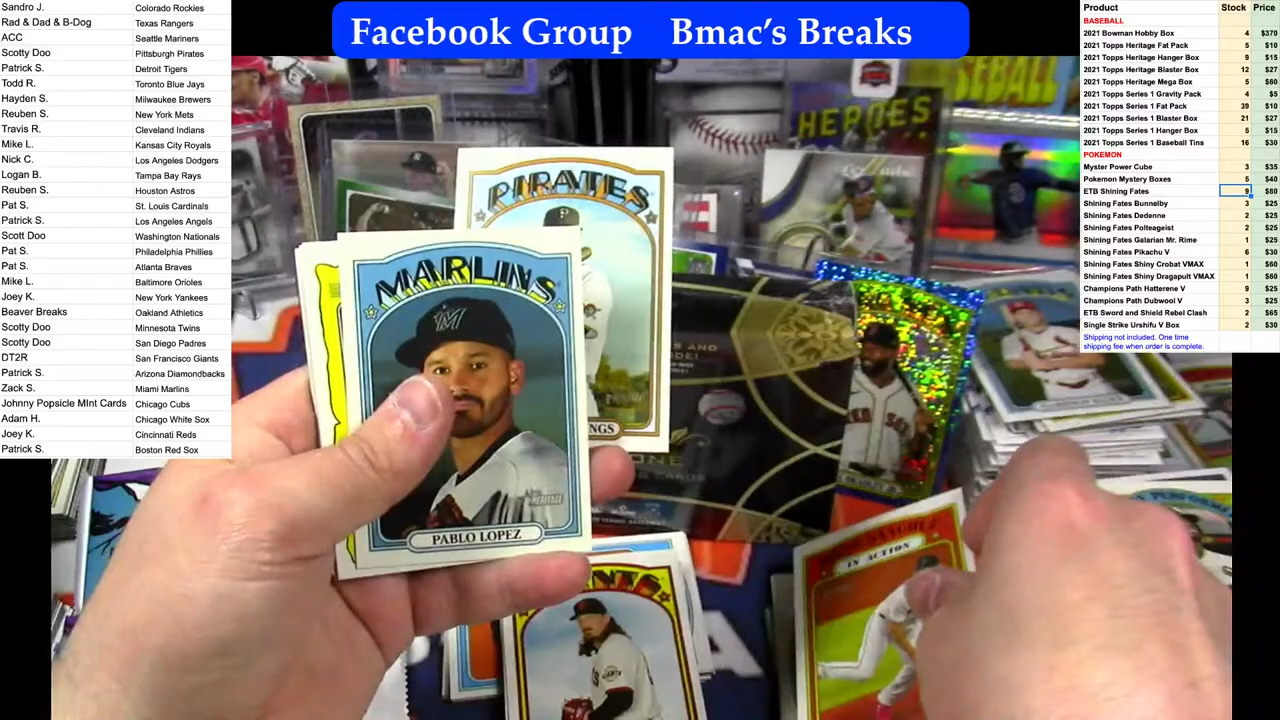 Sandro J. Colorado Rockies
Rad & Dad & B-Dog Texas Rangers
ACC Seattle Mariners
Scotty Doo Pittsburgh Pirates
Patrick S. Detroit Tigers
Todd R. Toronto Blue Jays
Hayden S. Milwaukee Brewers
Reuben S. New York Mets
Travis R. Cleveland Indians
Mike L. Kansas City Royals
Nick C. Los Angeles Dodgers
Logan B. Tampa Bay Rays
Reuben S. Houston Astros
Pat S. St. Louis Cardinals
Patrick S. Los Angeles Angels
Scott Doo Washington Nationals
Pat S. Philadelphia Phillies
Pat S. Atlanta Braves
Mike L. Baltimore Orioles
Joey K. New York Yankees
Beaver Breaks Oakland Athletics
Scotty Doo Minnesota Twins
Scotty Doo San Diego Padres
DT2R San Francisco Giants
Patrick S. Arizona Diamondbacks
Zack S. Miami Marlins
Johnny Popsicle MInt Cards Chicago Cubs
Adam H. Chicago White Sox
Joey K. Cincinnati Reds
Patrick S. Boston Red Sox
Facebook Group Bmac's Breaks
Product Stock Price
BASEBALL
2021 Bowman Hobby Box 4 $370
2021 Topps Heritage Fat Pack 5 $10
2021 Topps Heritage Hanger Box 9 $15
2021 Topps Heritage Blaster Box 12 $27
2021 Topps Heritage Mega Box 5 $60
2021 Topps Series 1 Gravity Pack 4 $5
2021 Topps Series 1 Fat Pack 39 $10
2021 Topps Series 1 Blaster Box 21 $27
2021 Topps Series 1 Hanger Box 5 $15
2021 Topps Series 1 Baseball Tins 16 $30
POKEMON
Myster Power Cube 3 $35
Pokemon Mystery Boxes 5 $40
ETB Shining Fates 9 $80
Shining Fates Bunnelby 3 $25
Shining Fates Dedenne 2 $25
Shining Fates Polteageist 2 $25
Shining Fates Galarian Mr. Rime 1 $25
Shining Fates Pikachu V 6 $30
Shining Fates Shiny Crobat VMAX 1 $60
Shining Fates Shiny Dragapult VMAX 1 $60
Champions Path Hatterene V 9 $25
Champions Path Dubwool V 3 $25
ETB Sword and Shield Rebel Clash 2 $65
Single Strike Urshifu V Box 2 $30
Shipping not included. One time
shipping fee when order is complete.
BASEBALL
HEROES
PIRATES
NGS
MARLINS
HERITAGE
PABLO LOPEZ
IN ACTION
GIANTS